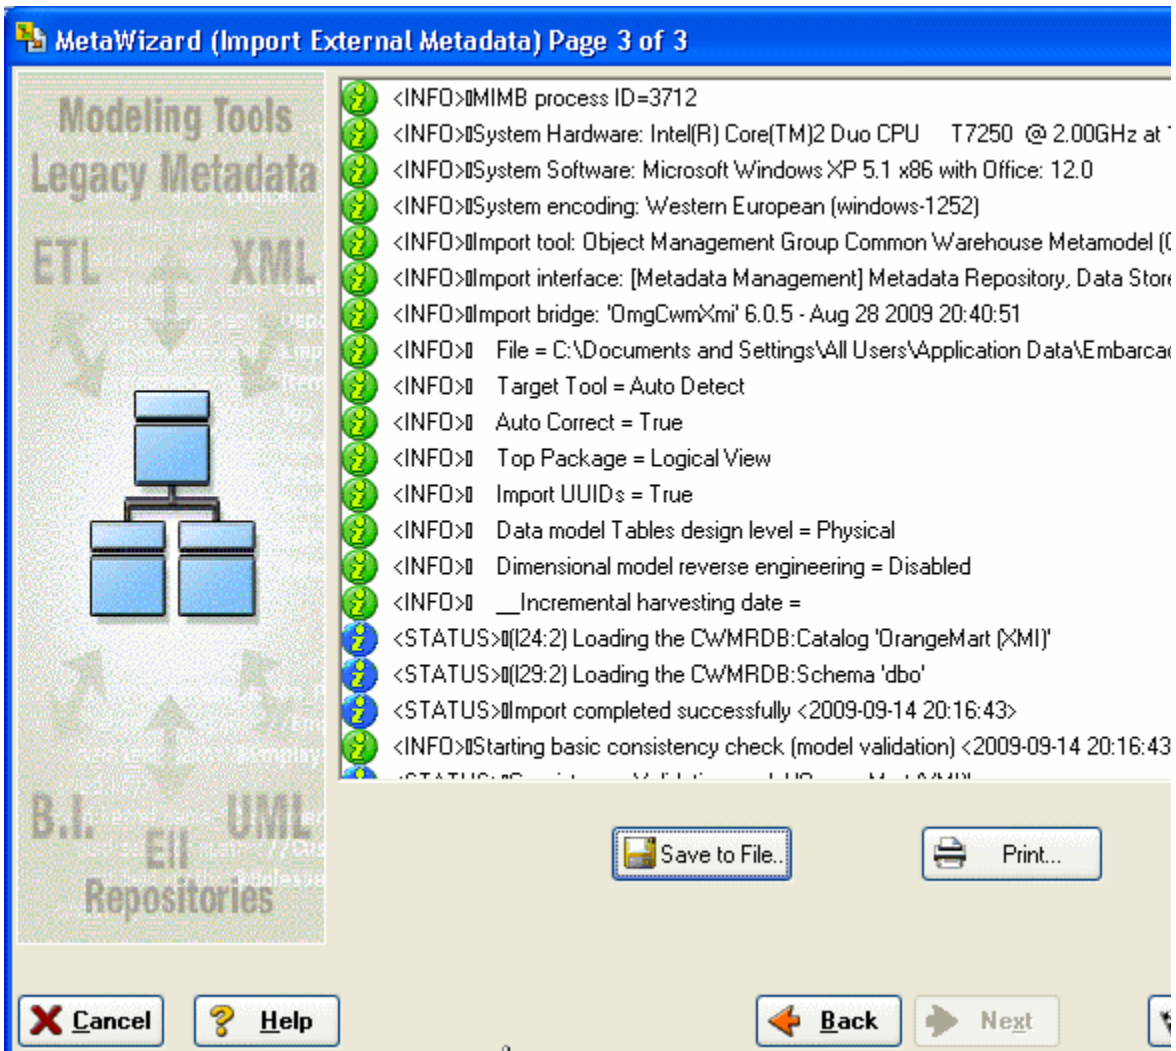 MetaWizard (Import External Metadata) Page 3 of 3
Modeling Tools
Legacy Metadata
ETL XML
B.I. EII UML
Repositories
<INFO>▯MIMB process ID=3712
<INFO>▯System Hardware: Intel(R) Core(TM)2 Duo CPU T7250 @ 2.00GHz at
<INFO>▯System Software: Microsoft Windows XP 5.1 x86 with Office: 12.0
<INFO>▯System encoding: Western European (windows-1252)
<INFO>▯Import tool: Object Management Group Common Warehouse Metamodel
<INFO>▯Import interface: [Metadata Management] Metadata Repository, Data Store
<INFO>▯Import bridge: 'OmgCwmXmi' 6.0.5 - Aug 28 2009 20:40:51
<INFO>▯ File = C:\Documents and Settings\All Users\Application Data\Embarcad
<INFO>▯ Target Tool = Auto Detect
<INFO>▯ Auto Correct = True
<INFO>▯ Top Package = Logical View
<INFO>▯ Import UUIDs = True
<INFO>▯ Data model Tables design level = Physical
<INFO>▯ Dimensional model reverse engineering = Disabled
<INFO>▯ __Incremental harvesting date =
<STATUS>▯(I24:2) Loading the CWMRDB:Catalog 'OrangeMart (XMI)'
<STATUS>▯(I29:2) Loading the CWMRDB:Schema 'dbo'
<STATUS>▯Import completed successfully <2009-09-14 20:16:43>
<INFO>▯Starting basic consistency check (model validation) <2009-09-14 20:16:43
Save to File..
Print...
Cancel
Help
Back
Next